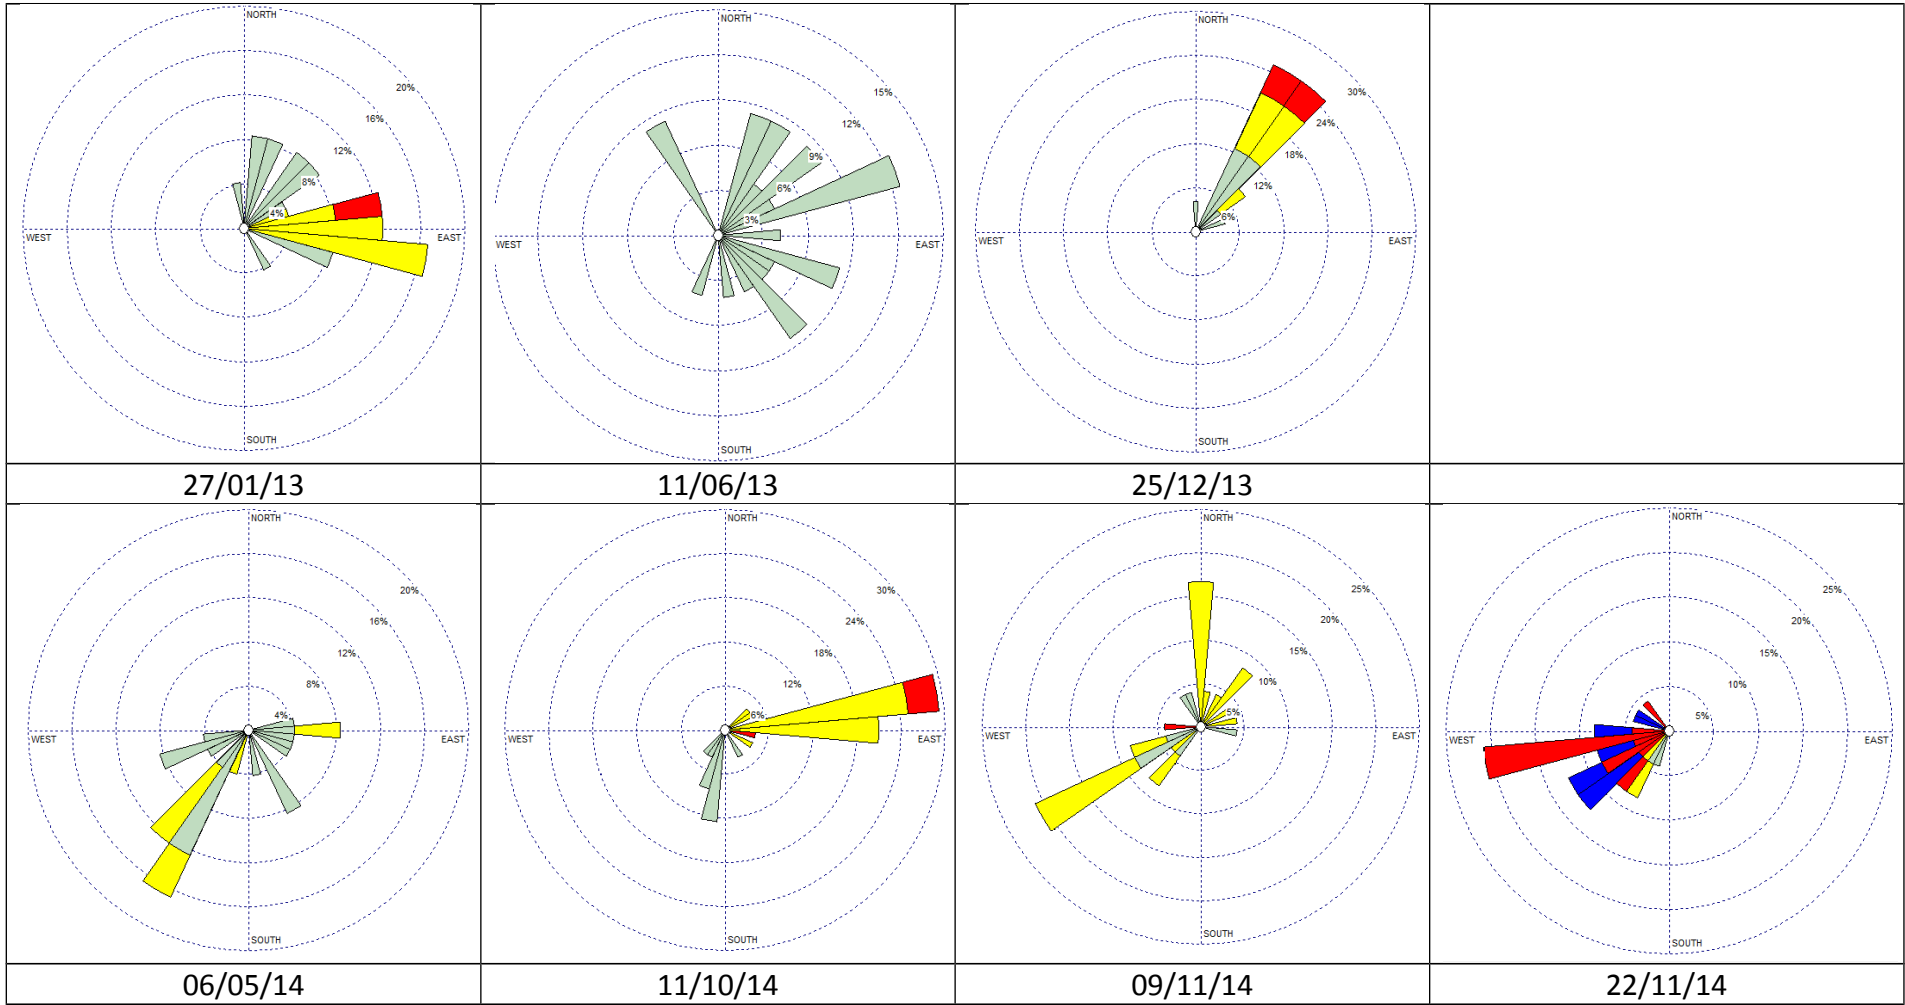 NORTH
20%
16%
12%
8%
4%
WEST
EAST
SOUTH
NORTH
15%
12%
9%
6%
3%
WEST
EAST
SOUTH
NORTH
30%
24%
18%
12%
6%
WEST
EAST
SOUTH
27/01/13
11/06/13
25/12/13
NORTH
20%
16%
12%
8%
4%
WEST
EAST
SOUTH
NORTH
30%
24%
18%
12%
6%
WEST
EAST
SOUTH
NORTH
25%
20%
15%
10%
5%
WEST
EAST
SOUTH
NORTH
25%
20%
15%
10%
5%
WEST
EAST
SOUTH
06/05/14
11/10/14
09/11/14
22/11/14